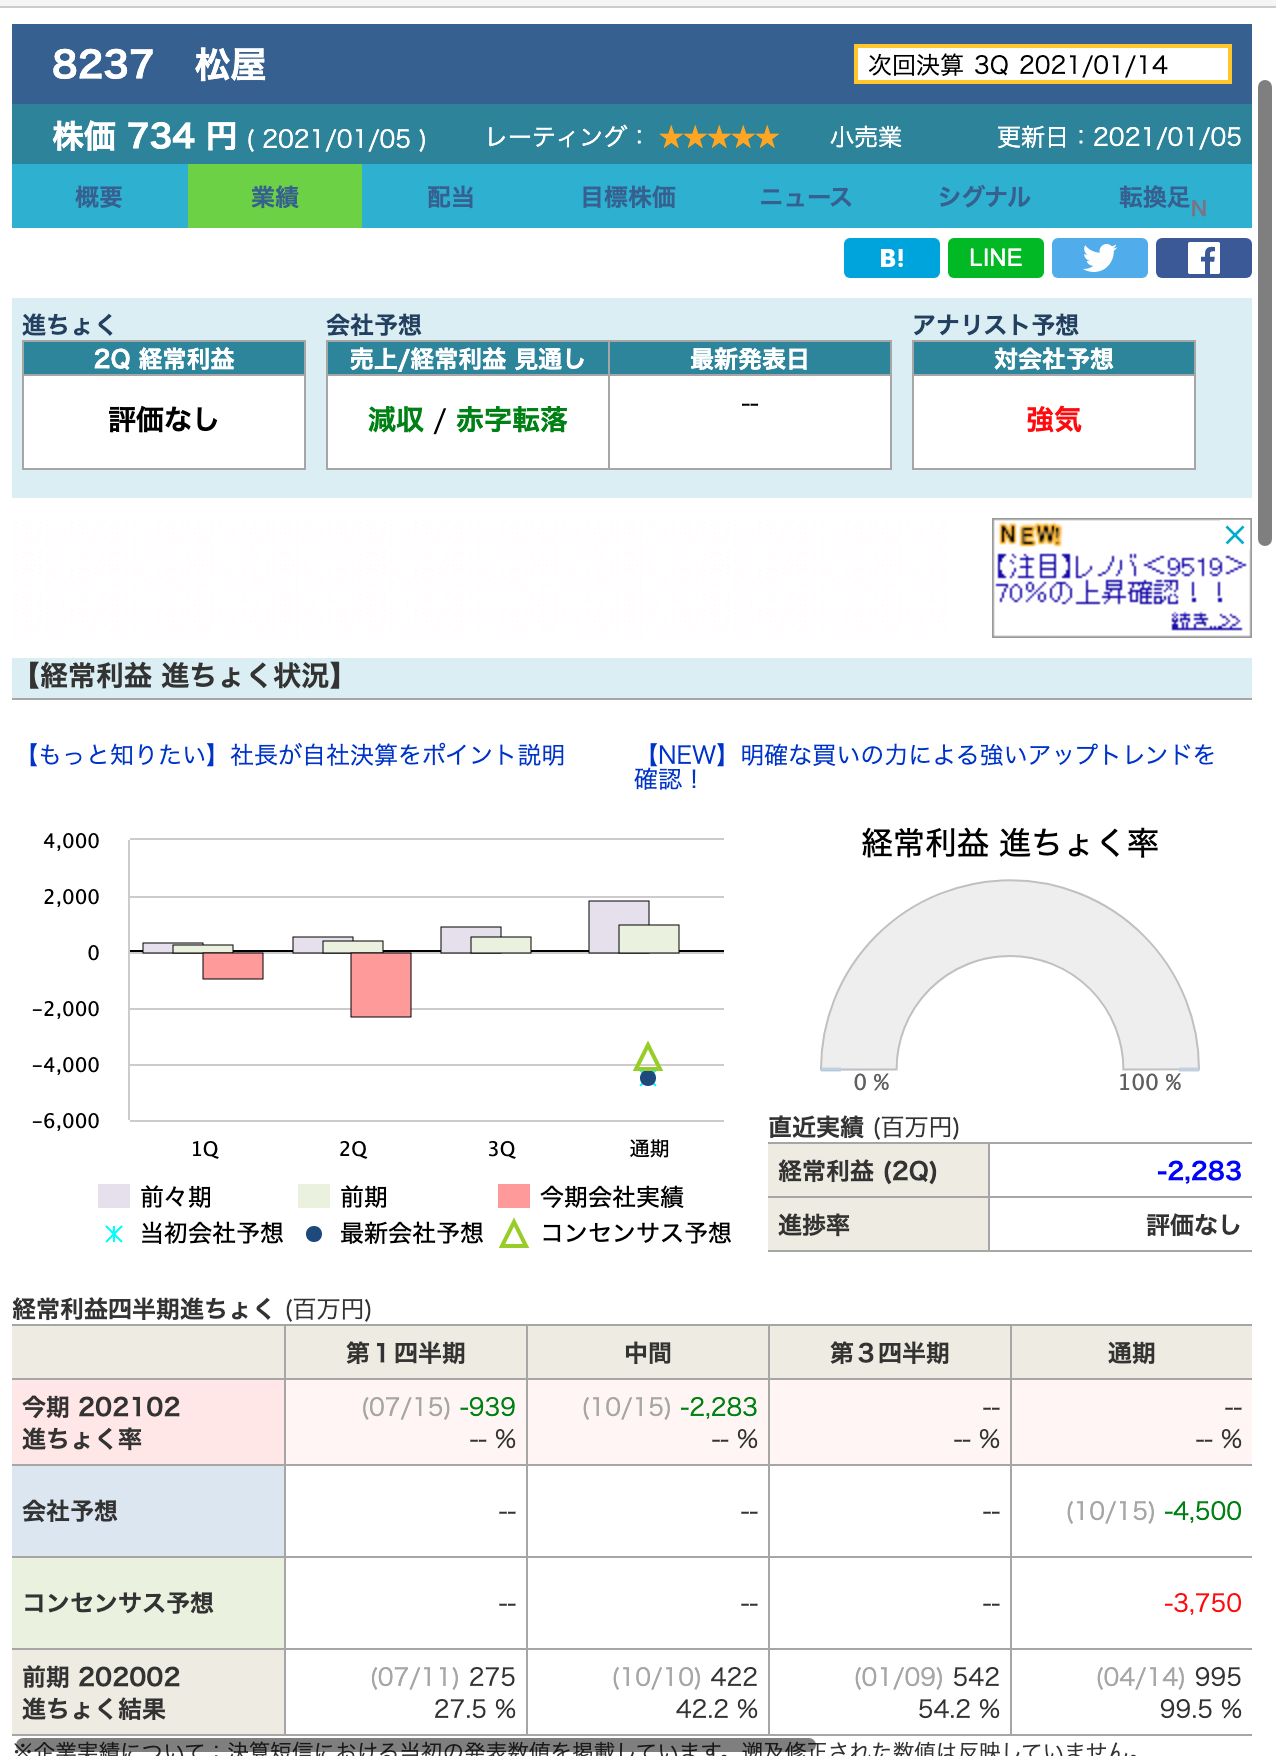 8237 松屋
次回決算 3Q 2021/01/14
株価 734 円 ( 2021/01/05 ) レーティング： ★★★★★ 小売業 更新日：2021/01/05
概要 業績 配当 目標株価 ニュース シグナル 転換足N
B! LINE
進ちょく 会社予想 アナリスト予想
2Q 経常利益 売上/経常利益 見通し 最新発表日 対会社予想
評価なし 減収 / 赤字転落 -- 強気
NEW!
【注目】レノバ<9519>
70%の上昇確認！！
続き..>>
【経常利益 進ちょく状況】
【もっと知りたい】社長が自社決算をポイント説明
【NEW】明確な買いの力による強いアップトレンドを
確認！
4,000
2,000
0
-2,000
-4,000
-6,000
1Q 2Q 3Q 通期
前々期 前期 今期会社実績
当初会社予想 最新会社予想 コンセンサス予想
経常利益 進ちょく率
0 % 100 %
直近実績 (百万円)
経常利益 (2Q) -2,283
進捗率 評価なし
経常利益四半期進ちょく (百万円)
第１四半期 中間 第３四半期 通期
今期 202102 (07/15) -939 (10/15) -2,283 -- --
進ちょく率 -- % -- % -- % -- %
会社予想 -- -- -- (10/15) -4,500
コンセンサス予想 -- -- -- -3,750
前期 202002 (07/11) 275 (10/10) 422 (01/09) 542 (04/14) 995
進ちょく結果 27.5 % 42.2 % 54.2 % 99.5 %
※企業実績について：決算短信における当初の発表数値を掲載しています。遡及修正された数値は反映していません。